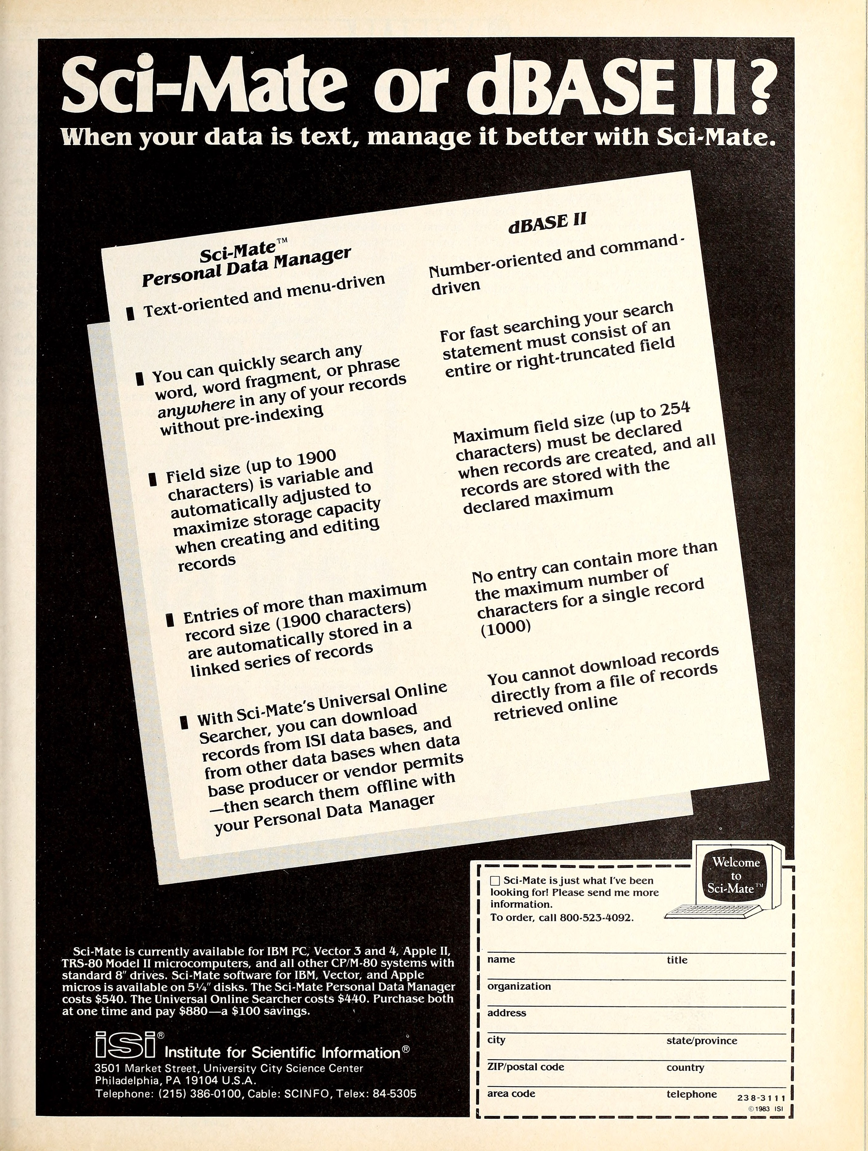 Sci-Mate or dBASE II?
When your data is text, manage it better with Sci-Mate.
Sci-Mate™
Personal Data Manager
Text-oriented and menu-driven
You can quickly search any
word, word fragment, or phrase
anywhere in any of your records
without pre-indexing
Field size (up to 1900
characters) is variable and
automatically adjusted to
maximize storage capacity
when creating and editing
records
Entries of more than maximum
record size (1900 characters)
are automatically stored in a
linked series of records
With Sci-Mate's Universal Online
Searcher, you can download
records from ISI data bases, and
from other data bases when data
base producer or vendor permits
—then search them offline with
your Personal Data Manager
dBASE II
Number-oriented and command-
driven
For fast searching your search
statement must consist of an
entire or right-truncated field
Maximum field size (up to 254
characters) must be declared
when records are created, and all
records are stored with the
declared maximum
No entry can contain more than
the maximum number of
characters for a single record
(1000)
You cannot download records
directly from a file of records
retrieved online
Sci-Mate is currently available for IBM PC, Vector 3 and 4, Apple II,
TRS-80 Model II microcomputers, and all other CP/M-80 systems with
standard 8" drives. Sci-Mate software for IBM, Vector, and Apple
micros is available on 5¼" disks. The Sci-Mate Personal Data Manager
costs $540. The Universal Online Searcher costs $440. Purchase both
at one time and pay $880—a $100 savings.
isi® Institute for Scientific Information®
3501 Market Street, University City Science Center
Philadelphia, PA 19104 U.S.A.
Telephone: (215) 386-0100, Cable: SCINFO, Telex: 84-5305
Welcome
to
Sci-Mate™
☐ Sci-Mate is just what I've been
looking for! Please send me more
information.
To order, call 800-523-4092.
name title
organization
address
city state/province
ZIP/postal code country
area code telephone 238-3111
©1983 ISI